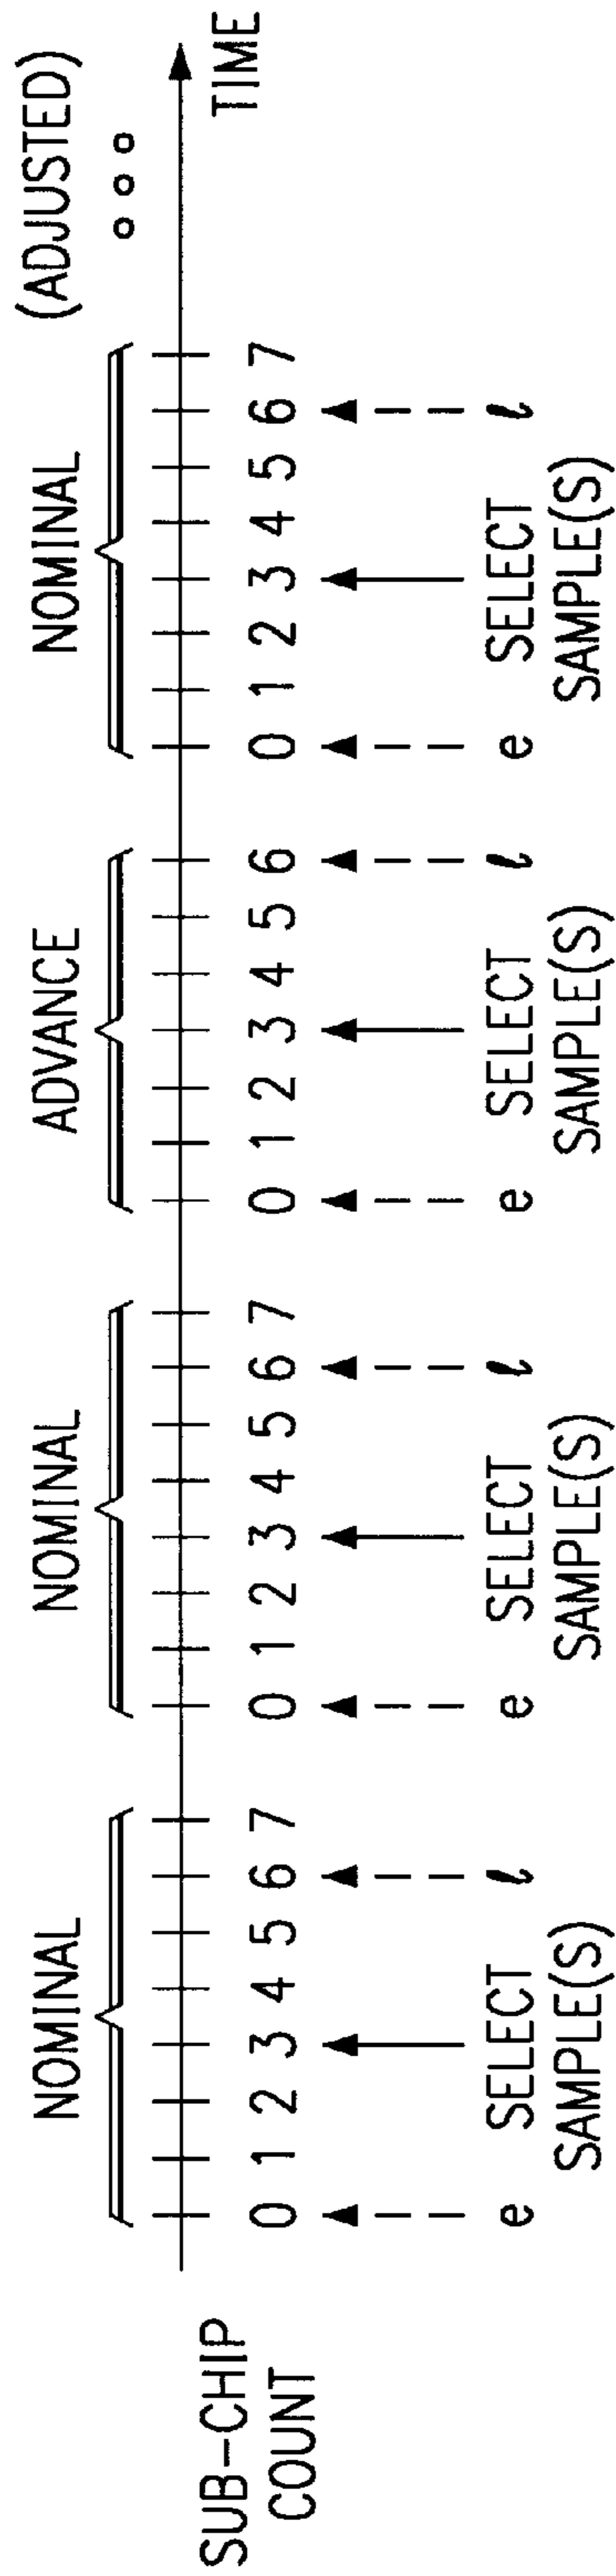 NOMINAL NOMINAL ADVANCE NOMINAL (ADJUSTED)
SUB-CHIP
COUNT
0 1 2 3 4 5 6 7 0 1 2 3 4 5 6 7 0 1 2 3 4 5 6 0 1 2 3 4 5 6 7
TIME
e SELECT ℓ e SELECT ℓ e SELECT ℓ e SELECT ℓ
SAMPLE(S) SAMPLE(S) SAMPLE(S) SAMPLE(S)